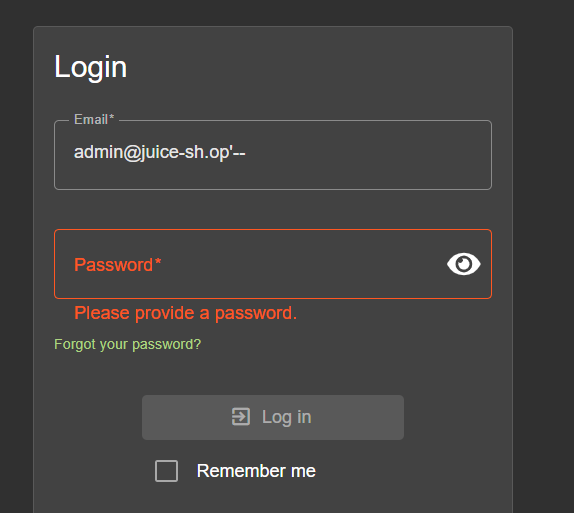 Login
Email*
admin@juice-sh.op'--
Password*
Please provide a password.
Forgot your password?
Log in
Remember me